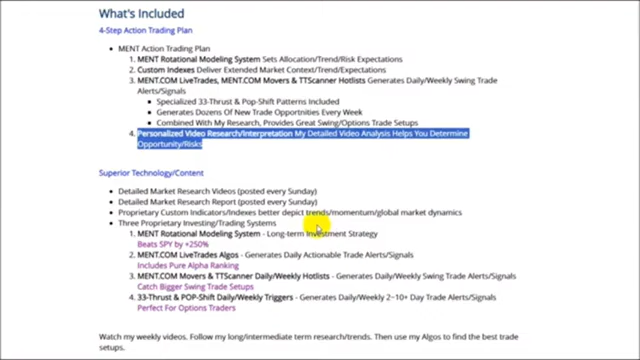 What's Included
4-Step Action Trading Plan
• MENT Action Trading Plan
1. MENT Rotational Modeling System Sets Allocation/Trend/Risk Expectations
2. Custom Indexes Deliver Extended Market Context/Trend/Expectations
3. MENT.COM LiveTrades, MENT.COM Movers & TTScanner Hotlists Generates Daily/Weekly Swing Trade
Alerts/Signals
• Specialized 33-Thrust & Pop-Shift Patterns Included
• Generates Dozens Of New Trade Opportnities Every Week
• Combined With My Research, Provides Great Swing/Options Trade Setups
4. Personalized Video Research/Interpretation My Detailed Video Analysis Helps You Determine
Opportunity/Risks
Superior Technology/Content
• Detailed Market Research Videos (posted every Sunday)
• Detailed Market Research Report (posted every Sunday)
• Proprietary Custom Indicators/Indexes better depict trends/momentum/global market dynamics
• Three Proprietary Investing/Trading Systems
1. MENT Rotational Modeling System - Long-term Investment Strategy
Beats SPY by +250%
2. MENT.COM LiveTrades Algos - Generates Daily Actionable Trade Alerts/Signals
Includes Pure Alpha Ranking
3. MENT.COM Movers & TTScanner Daily/Weekly Hotlists - Generates Daily/Weekly Swing Trade Alerts/Signals
Catch Bigger Swing Trade Setups
4. 33-Thrust & POP-Shift Daily/Weekly Triggers - Generates Daily/Weekly 2~10+ Day Trade Alerts/Signals
Perfect For Options Traders
Watch my weekly videos. Follow my long/intermediate term research/trends. Then use my Algos to find the best trade
setups.